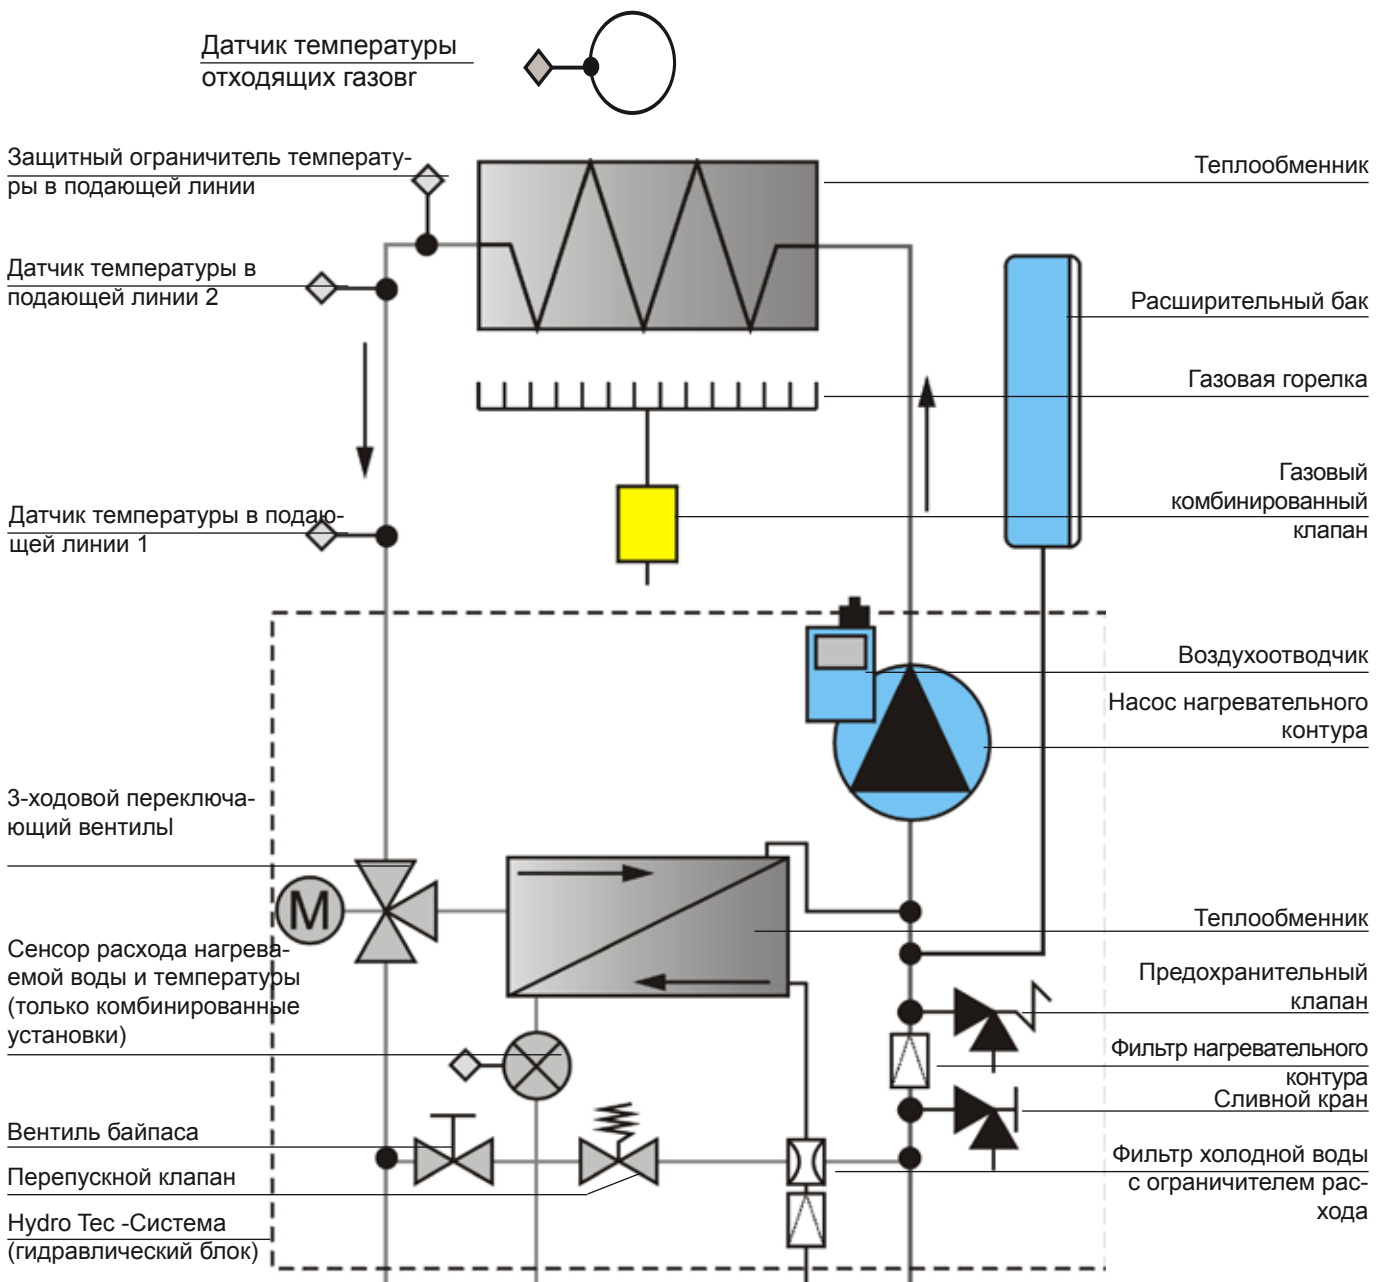 Датчик температуры
отходящих газовr
Защитный ограничитель температу-
ры в подающей линии
Датчик температуры в
подающей линии 2
Датчик температуры в подаю-
щей линии 1
3-ходовой переключа-
ющий вентильl
M
Сенсор расхода нагрева-
емой воды и температуры
(только комбинированные
установки)
Вентиль байпаса
Перепускной клапан
Hydro Tec -Система
(гидравлический блок)
Теплообменник
Расширительный бак
Газовая горелка
Газовый
комбинированный
клапан
Воздухоотводчик
Насос нагревательного
контура
Теплообменник
Предохранительный
клапан
Фильтр нагревательного
контура
Сливной кран
Фильтр холодной воды
с ограничителем рас-
хода